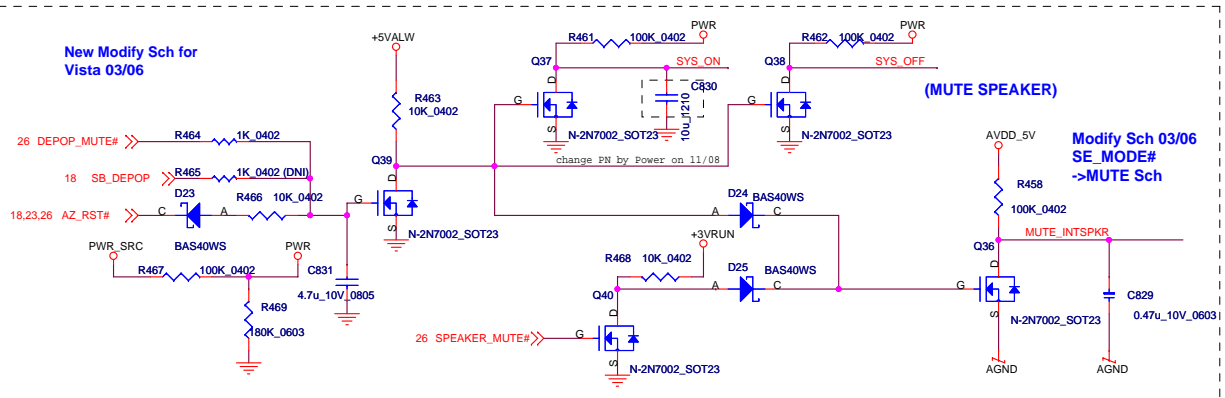 New Modify Sch for
Vista 03/06
+5VALW
R463
10K_0402
R461
100K_0402
PWR
Q37
SYS_ON
D
G
S
N-2N7002_SOT23
C830
10u_1210
change PN by Power on 11/08
R462
100K_0402
PWR
Q38
SYS_OFF
D
G
S
N-2N7002_SOT23
(MUTE SPEAKER)
26 DEPOP_MUTE#
R464
1K_0402
18 SB_DEPOP
R465
1K_0402 (DNI)
18,23,26 AZ_RST#
D23
C
A
BAS40WS
R466
10K_0402
Q39
D
G
S
N-2N7002_SOT23
PWR_SRC
R467
100K_0402
PWR
R469
180K_0603
C831
4.7u_10V_0805
D24
BAS40WS
A
C
+3VRUN
R468
10K_0402
D25
BAS40WS
A
C
Q40
D
G
S
N-2N7002_SOT23
26 SPEAKER_MUTE#
AVDD_5V
R458
100K_0402
Modify Sch 03/06
SE_MODE#
->MUTE Sch
MUTE_INTSPKR
Q36
D
G
S
N-2N7002_SOT23
AGND
C829
0.47u_10V_0603
AGND